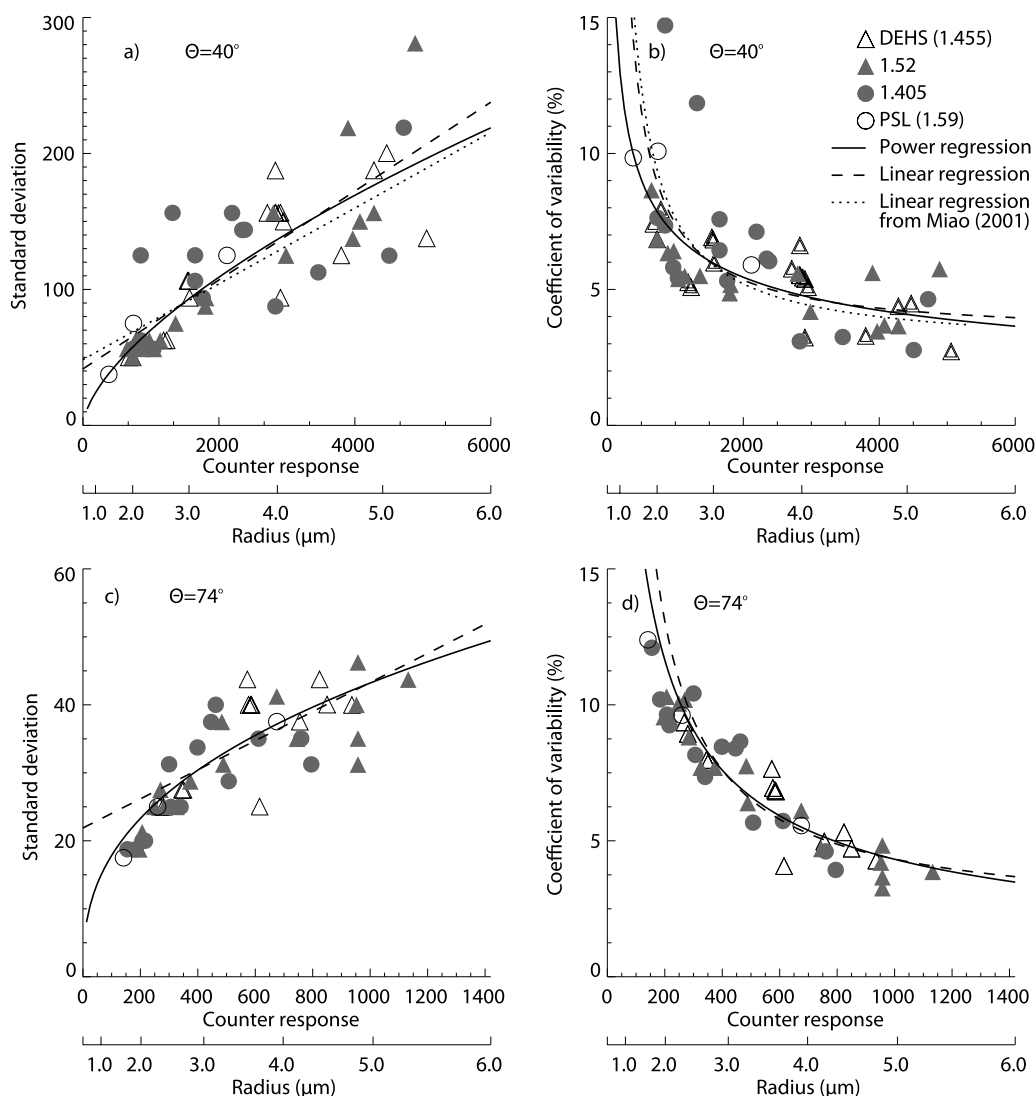 a) Θ=40°
300
200
100
0
Standard deviation
0 2000 4000 6000
Counter response
1.0 2.0 3.0 4.0 5.0 6.0
Radius (μm)
b) Θ=40°
DEHS (1.455)
1.52
1.405
PSL (1.59)
Power regression
Linear regression
Linear regression
from Miao (2001)
15
10
5
0
Coefficient of variability (%)
0 2000 4000 6000
Counter response
1.0 2.0 3.0 4.0 5.0 6.0
Radius (μm)
c) Θ=74°
60
40
20
0
Standard deviation
0 200 400 600 800 1000 1200 1400
Counter response
1.0 2.0 3.0 4.0 5.0 6.0
Radius (μm)
d) Θ=74°
15
10
5
0
Coefficient of variability (%)
0 200 400 600 800 1000 1200 1400
Counter response
1.0 2.0 3.0 4.0 5.0 6.0
Radius (μm)